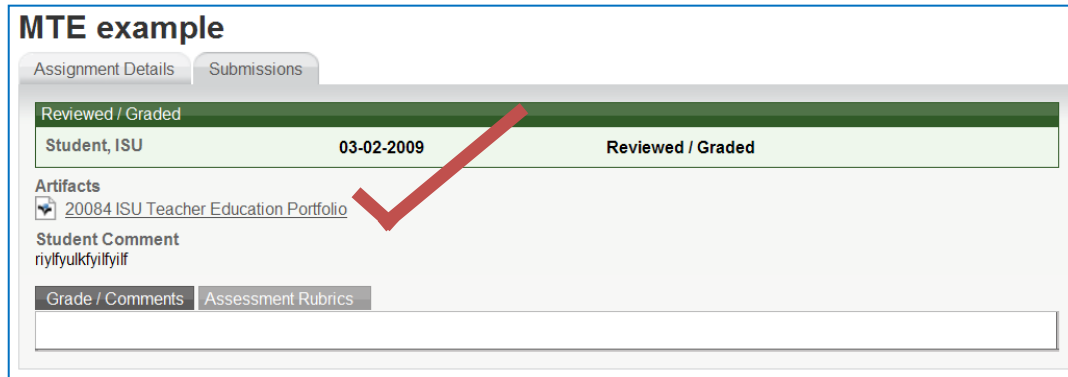 MTE example
Assignment Details Submissions
Reviewed / Graded
Student, ISU 03-02-2009 Reviewed / Graded
Artifacts
20084 ISU Teacher Education Portfolio
Student Comment
riylfyulkfyilfyilf
Grade / Comments Assessment Rubrics